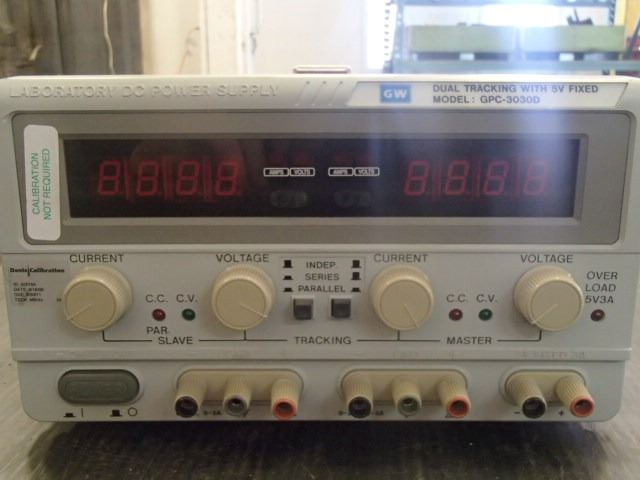 LABORATORY DC POWER SUPPLY
GW
DUAL TRACKING WITH 5V FIXED
MODEL: GPC-3030D
CALIBRATION
NOT REQUIRED
8.8.8.8
AMPS VOLTS
AMPS VOLTS
8.8.8.8
CURRENT
VOLTAGE
INDEP.
SERIES
PARALLEL
CURRENT
VOLTAGE
Davis Calibration
C.C.
C.V.
C.C.
C.V.
OVER
LOAD
5V3A
PAR.
SLAVE
TRACKING
MASTER
- +